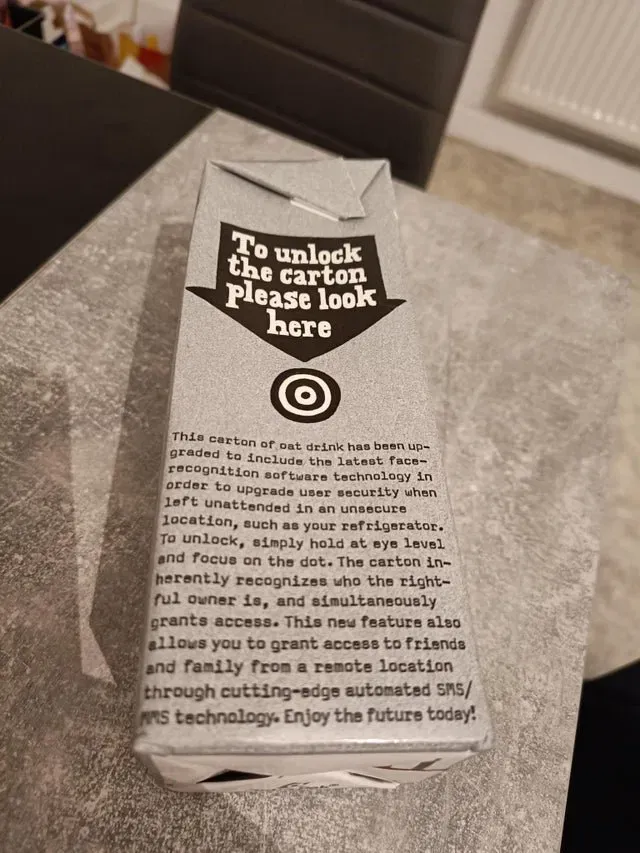 To unlock
the carton
please look
here
This carton of oat drink has been up-
graded to include the latest face-
recognition software technology in
order to upgrade user security when
left unattended in an unsecure
location, such as your refrigerator.
To unlock, simply hold at eye level
and focus on the dot. The carton in-
herently recognizes who the right-
ful owner is, and simultaneously
grants access. This new feature also
allows you to grant access to friends
and family from a remote location
through cutting-edge automated SMS/
MMS technology. Enjoy the future today!